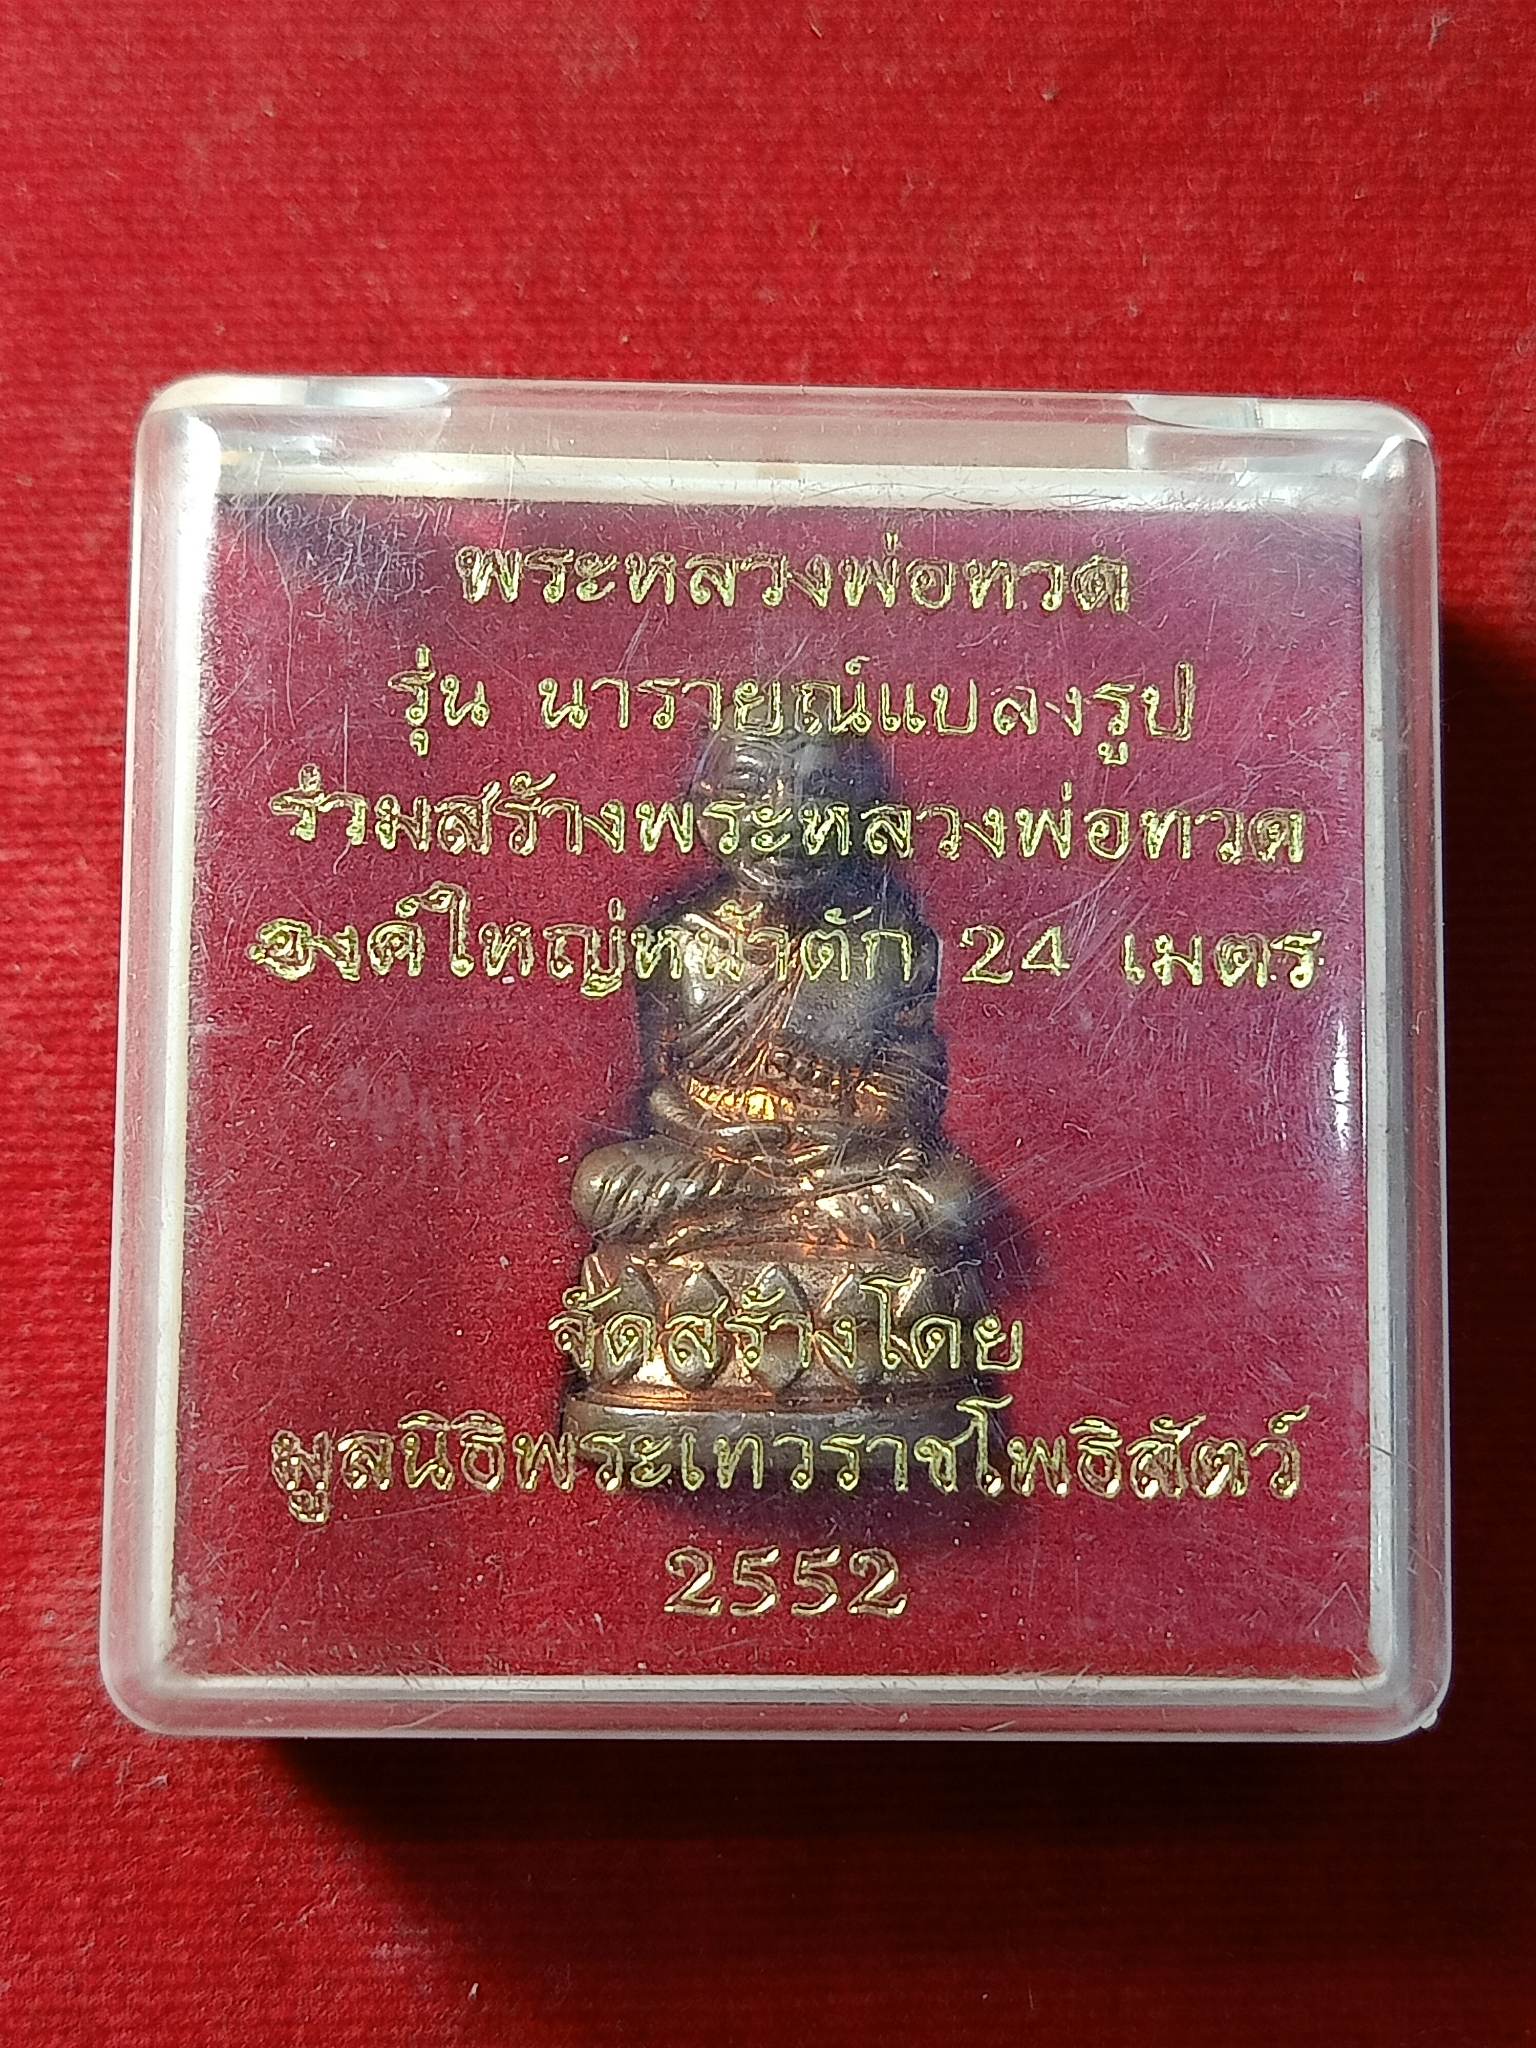 พระหลวงพ่อทวด
รุ่น นารายณ์แบลงรูป
ร่วมสร้างพระหลวงพ่อทวด
องค์ใหญ่หน้าตัก 24 เมตร
จัดสร้างโดย
มูลนิธิพระเทวราชโพธิสัตว์
2552